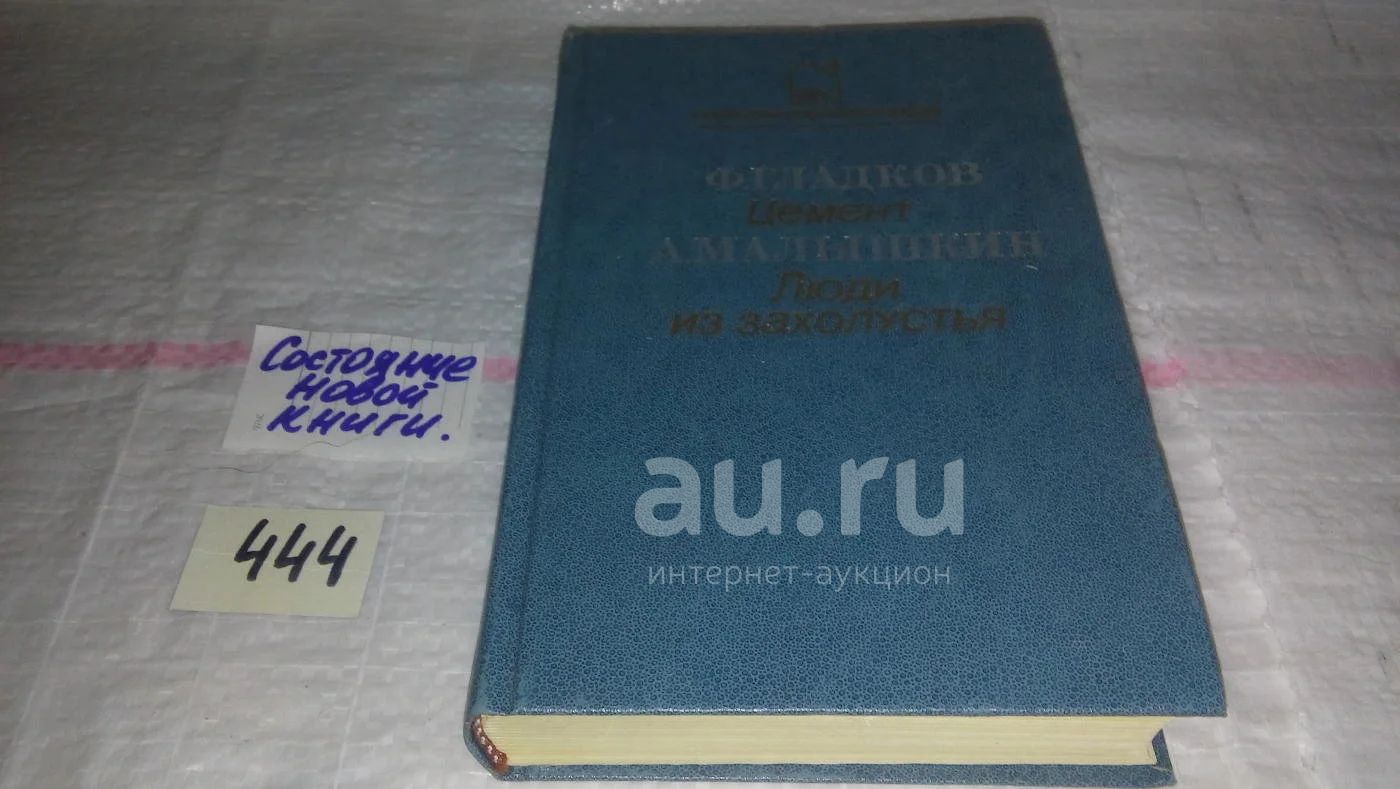 Ф.ГЛАДКОВ
Цемент
А.МАЛЫШКИН
Люди
из захолустья
Состояние
новой
книги.
444
au.ru
интернет-аукцион